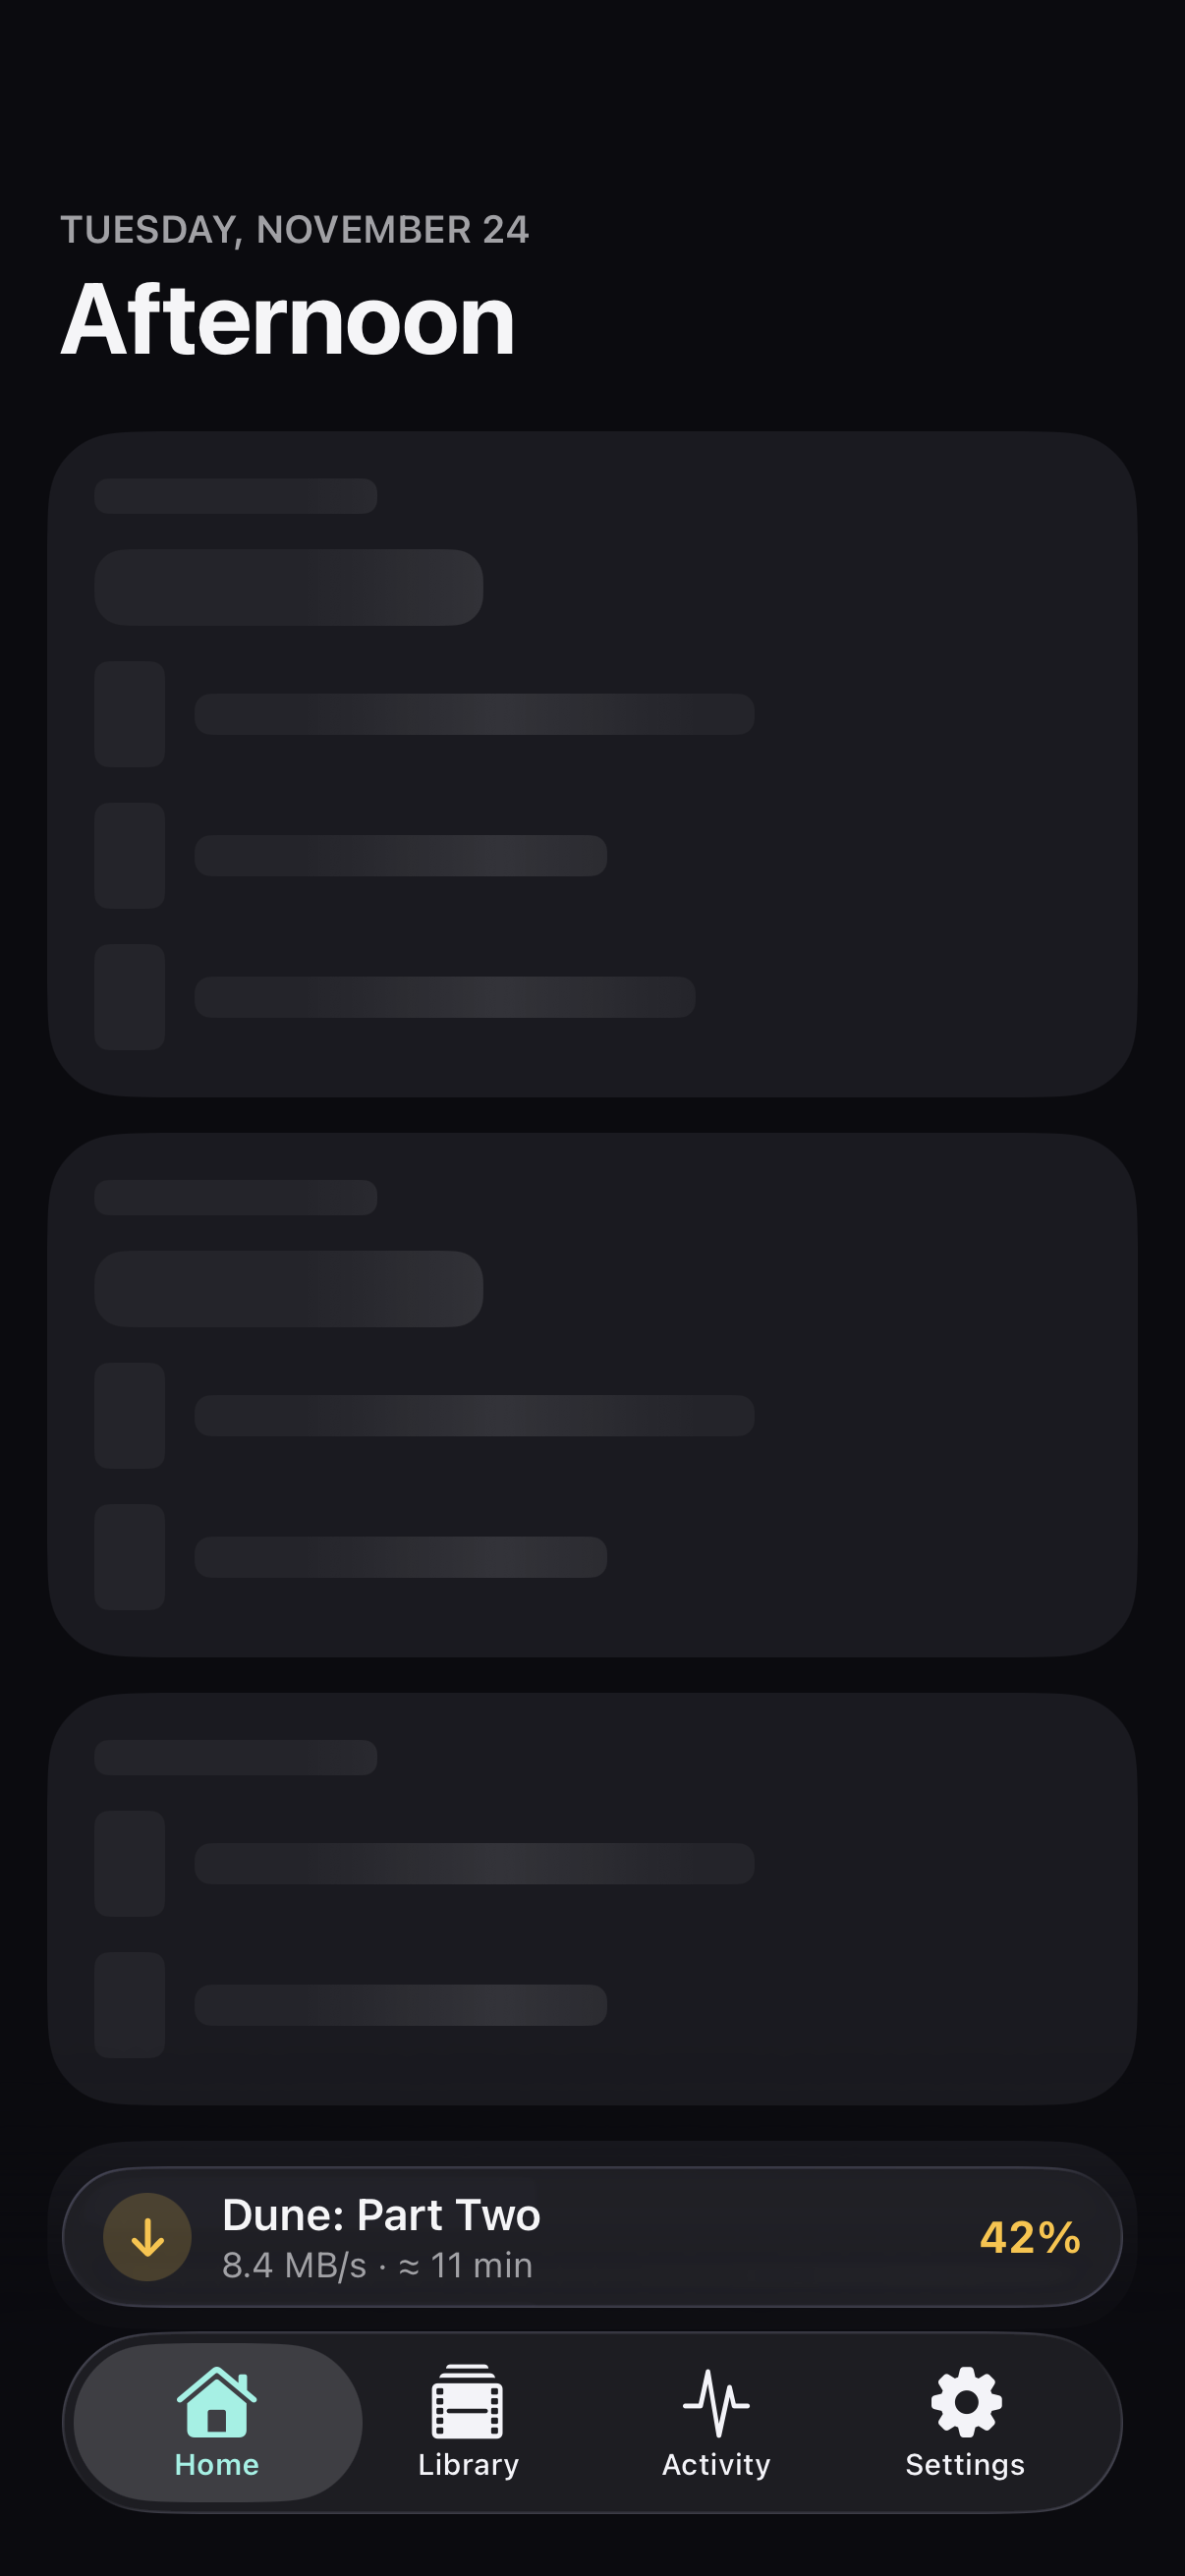 TUESDAY, NOVEMBER 24
Afternoon
Dune: Part Two
8.4 MB/s · ≈ 11 min
42%
Home
Library
Activity
Settings